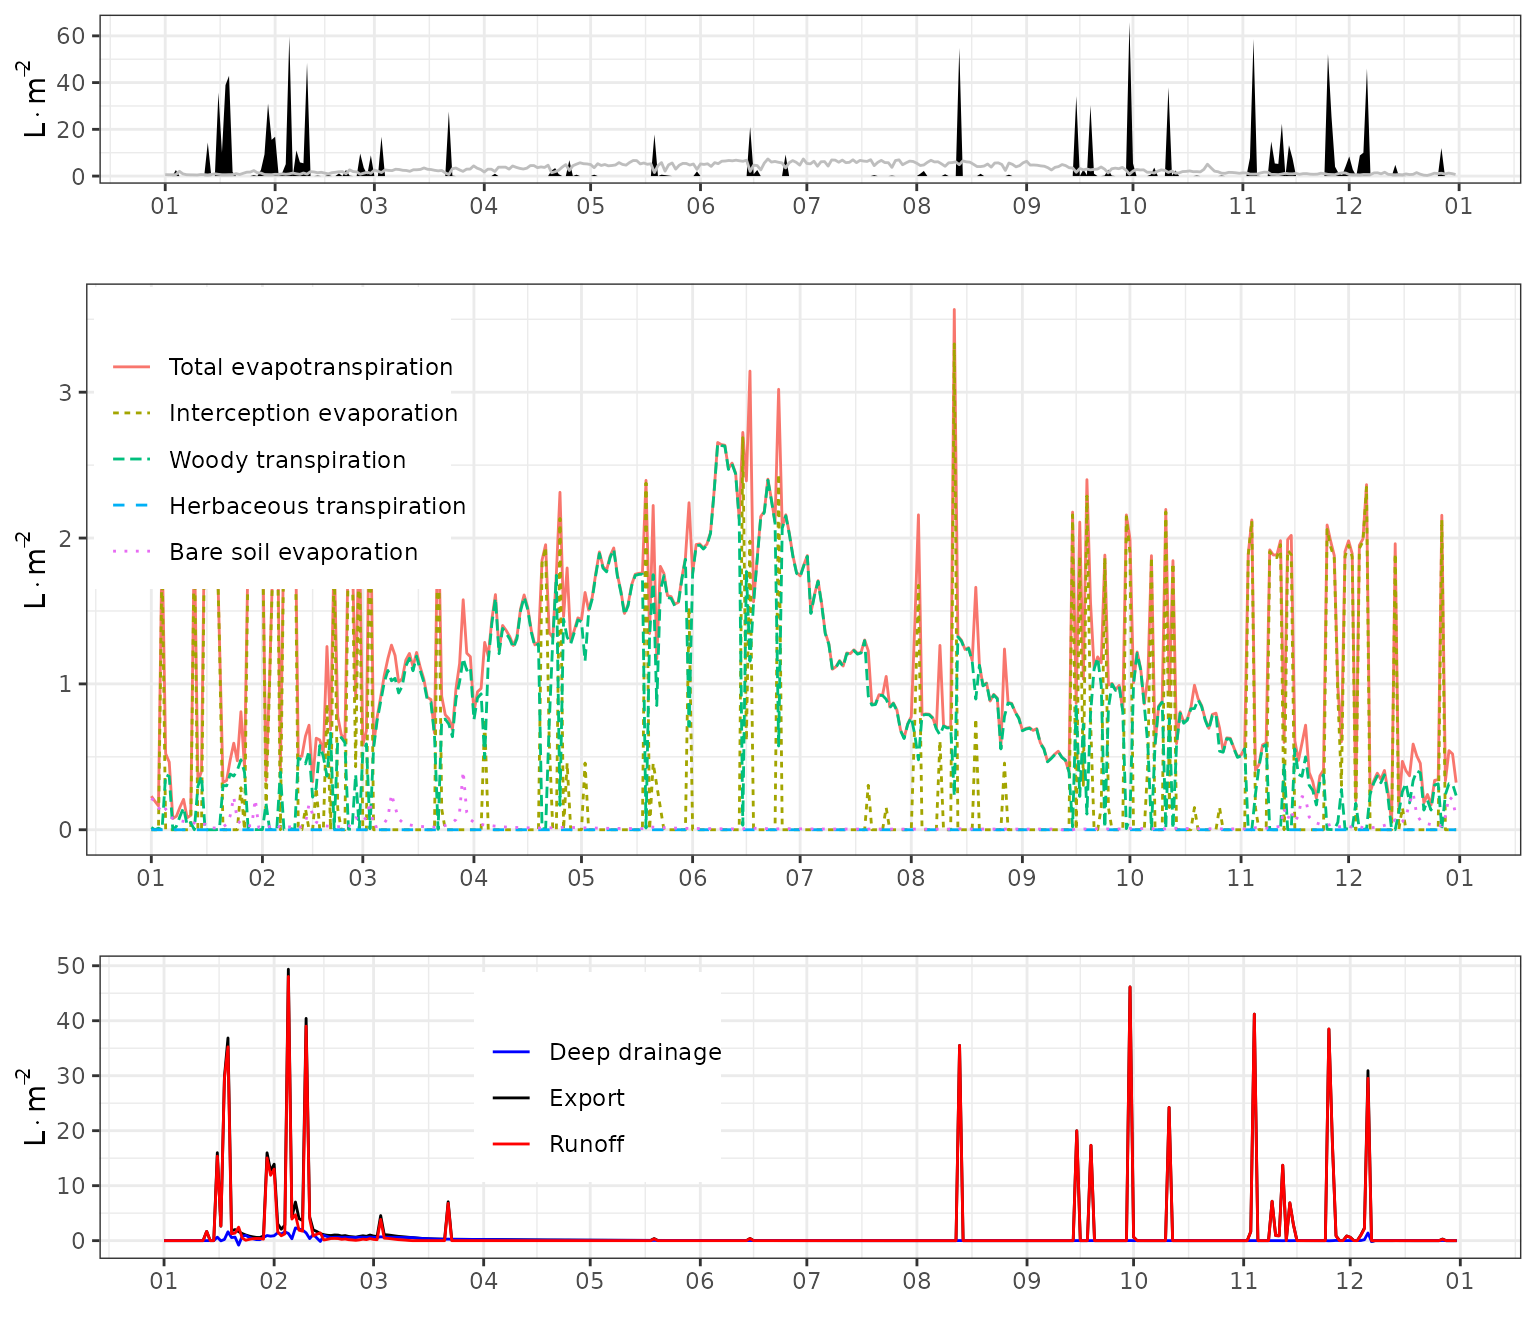 60
40
20
0
L · m⁻²
01 02 03 04 05 06 07 08 09 10 11 12 01
3
2
1
0
L · m⁻²
Total evapotranspiration
Interception evaporation
Woody transpiration
Herbaceous transpiration
Bare soil evaporation
01 02 03 04 05 06 07 08 09 10 11 12 01
50
40
30
20
10
0
L · m⁻²
Deep drainage
Export
Runoff
01 02 03 04 05 06 07 08 09 10 11 12 01